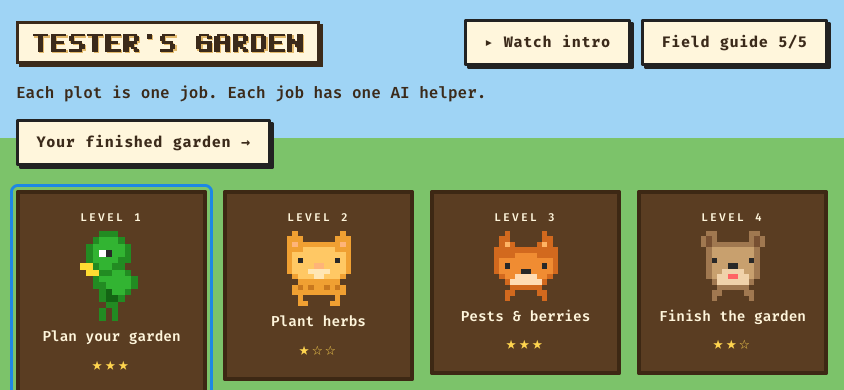 TESTER'S GARDEN
▸ Watch intro
Field guide 5/5
Each plot is one job. Each job has one AI helper.
Your finished garden →
LEVEL 1
LEVEL 2
LEVEL 3
LEVEL 4
Plan your garden
Plant herbs
Pests & berries
Finish the garden
★★★
★☆☆
★★★
★★☆